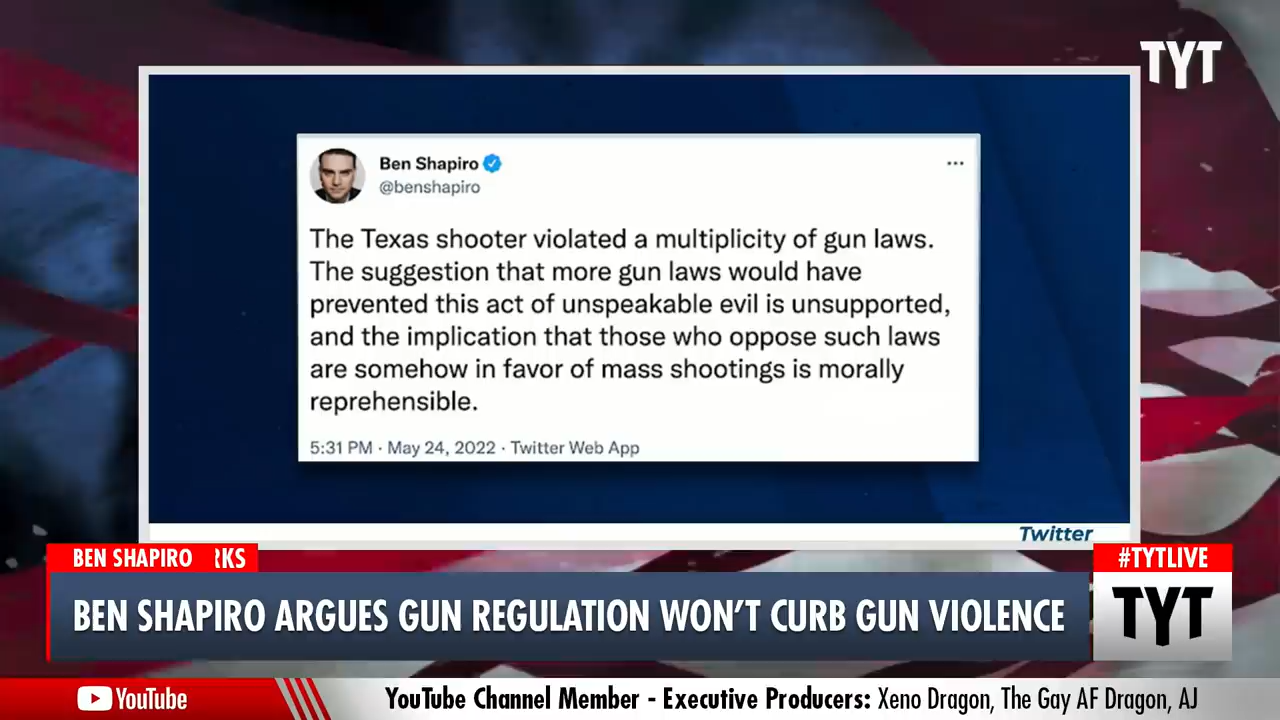 TYT
Ben Shapiro
@benshapiro
The Texas shooter violated a multiplicity of gun laws.
The suggestion that more gun laws would have
prevented this act of unspeakable evil is unsupported,
and the implication that those who oppose such laws
are somehow in favor of mass shootings is morally
reprehensible.
5:31 PM · May 24, 2022 · Twitter Web App
Twitter
BEN SHAPIRO
#TYTLIVE
BEN SHAPIRO ARGUES GUN REGULATION WON'T CURB GUN VIOLENCE
TYT
YouTube
YouTube Channel Member - Executive Producers: Xeno Dragon, The Gay AF Dragon, AJ